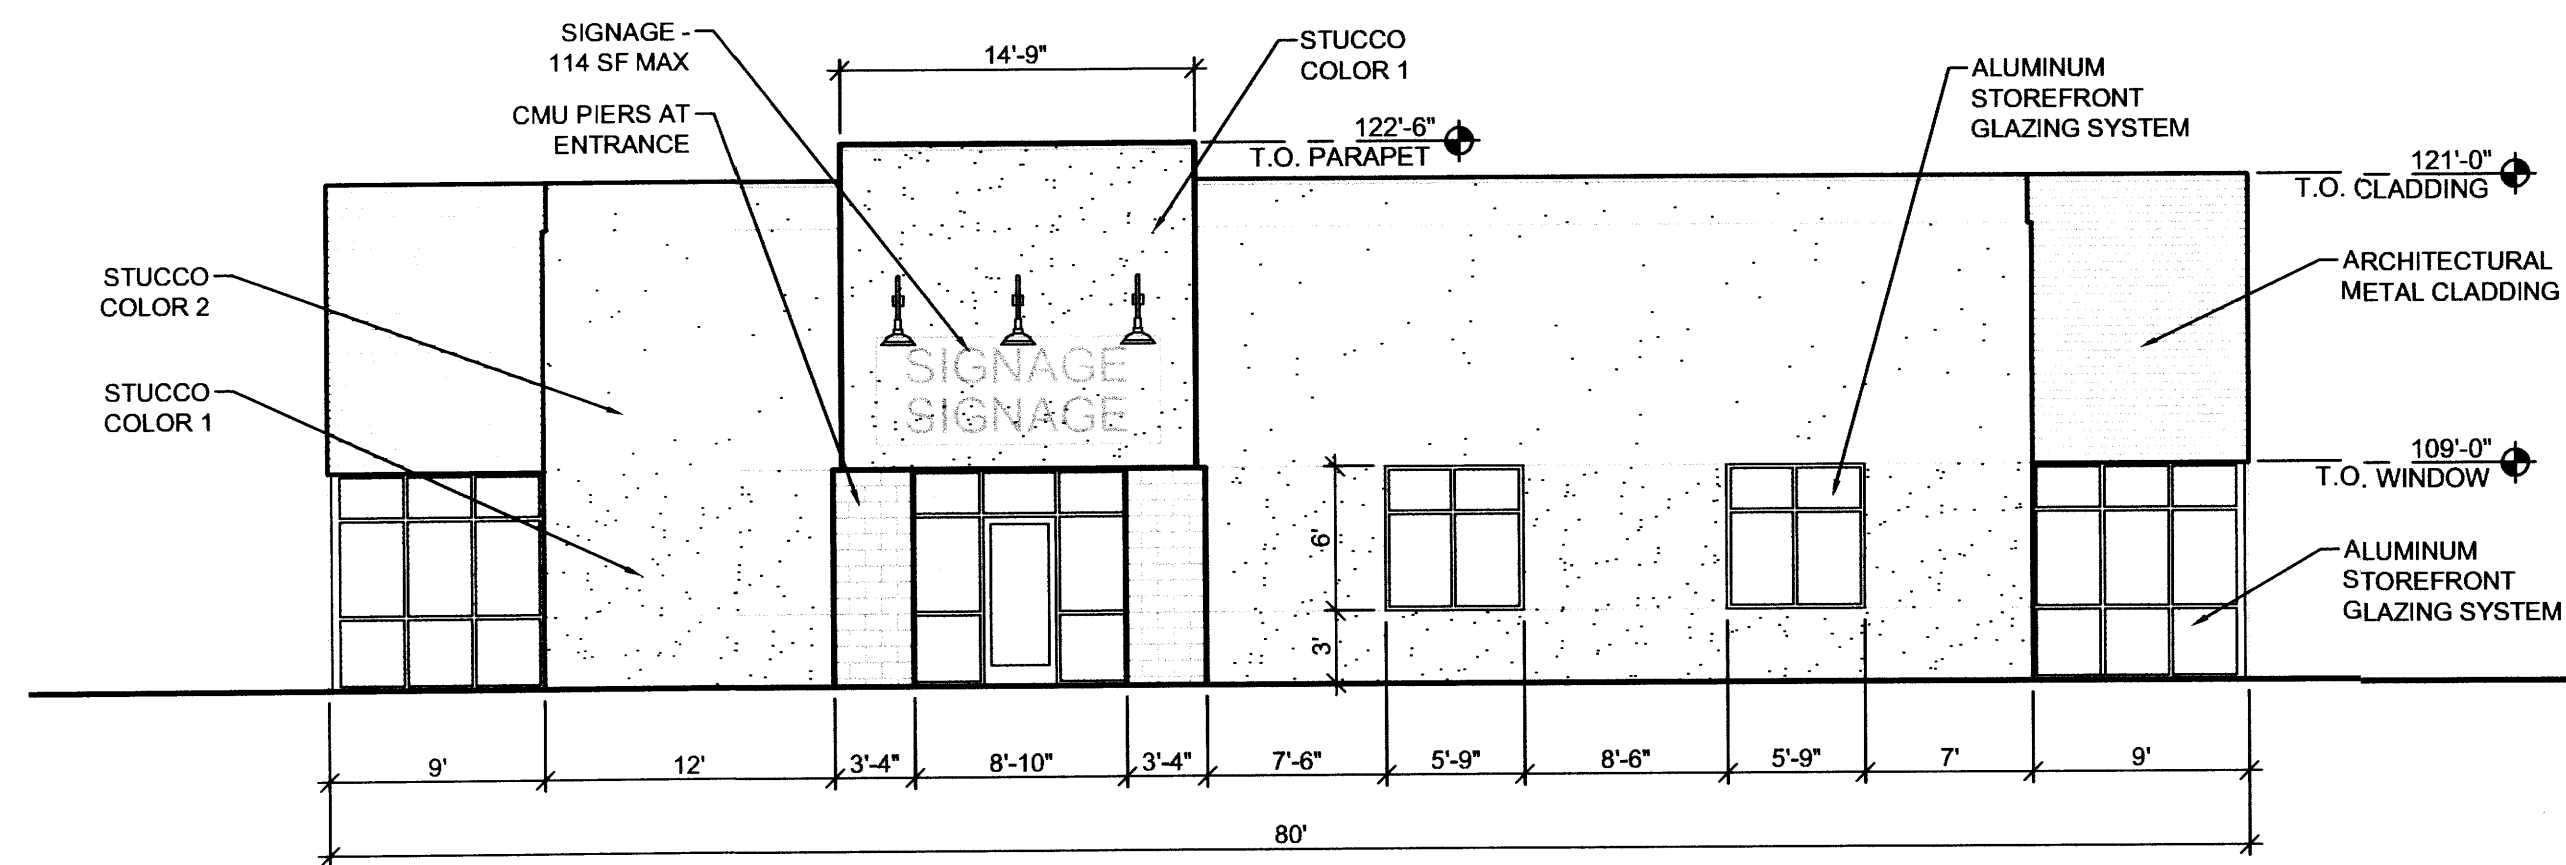 SIGNAGE -
114 SF MAX
14'-9"
STUCCO
COLOR 1
ALUMINUM
STOREFRONT
GLAZING SYSTEM
CMU PIERS AT
ENTRANCE
122'-6"
T.O. PARAPET
121'-0"
T.O. CLADDING
STUCCO
COLOR 2
ARCHITECTURAL
METAL CLADDING
SIGNAGE
SIGNAGE
STUCCO
COLOR 1
109'-0"
T.O. WINDOW
6'
3'
ALUMINUM
STOREFRONT
GLAZING SYSTEM
9'
12'
3'-4"
8'-10"
3'-4"
7'-6"
5'-9"
8'-6"
5'-9"
7'
9'
80'